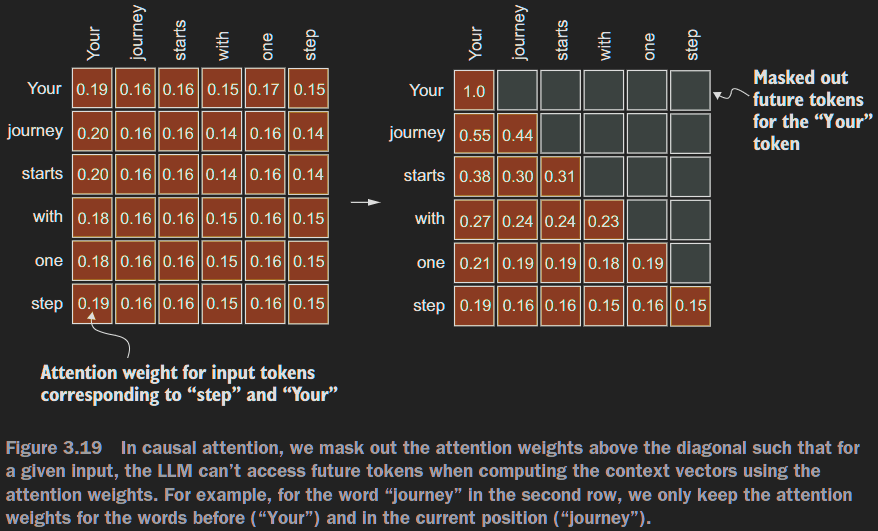 Your journey starts with one step
Your 0.19 0.16 0.16 0.15 0.17 0.15
journey 0.20 0.16 0.16 0.14 0.16 0.14
starts 0.20 0.16 0.16 0.14 0.16 0.14
with 0.18 0.16 0.16 0.15 0.16 0.15
one 0.18 0.16 0.16 0.15 0.16 0.15
step 0.19 0.16 0.16 0.15 0.16 0.15
Attention weight for input tokens
corresponding to “step” and “Your”
Your journey starts with one step
Your 1.0
journey 0.55 0.44
starts 0.38 0.30 0.31
with 0.27 0.24 0.24 0.23
one 0.21 0.19 0.19 0.18 0.19
step 0.19 0.16 0.16 0.15 0.16 0.15
Masked out
future tokens
for the “Your”
token
Figure 3.19 In causal attention, we mask out the attention weights above the diagonal such that for
a given input, the LLM can’t access future tokens when computing the context vectors using the
attention weights. For example, for the word “journey” in the second row, we only keep the attention
weights for the words before (“Your”) and in the current position (“journey”).